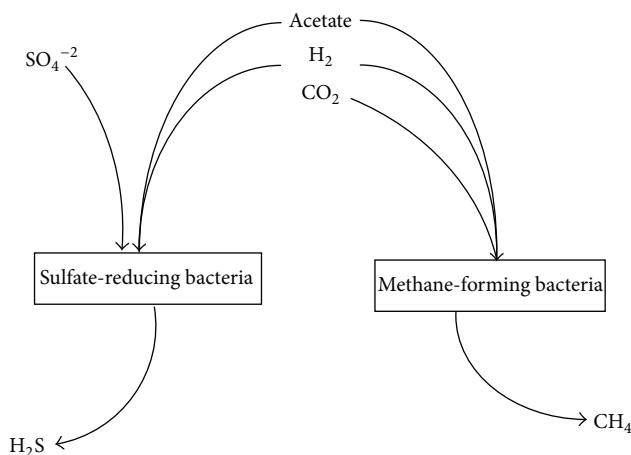 Acetate
H₂
SO₄⁻²
CO₂
Sulfate-reducing bacteria
Methane-forming bacteria
CH₄
H₂S